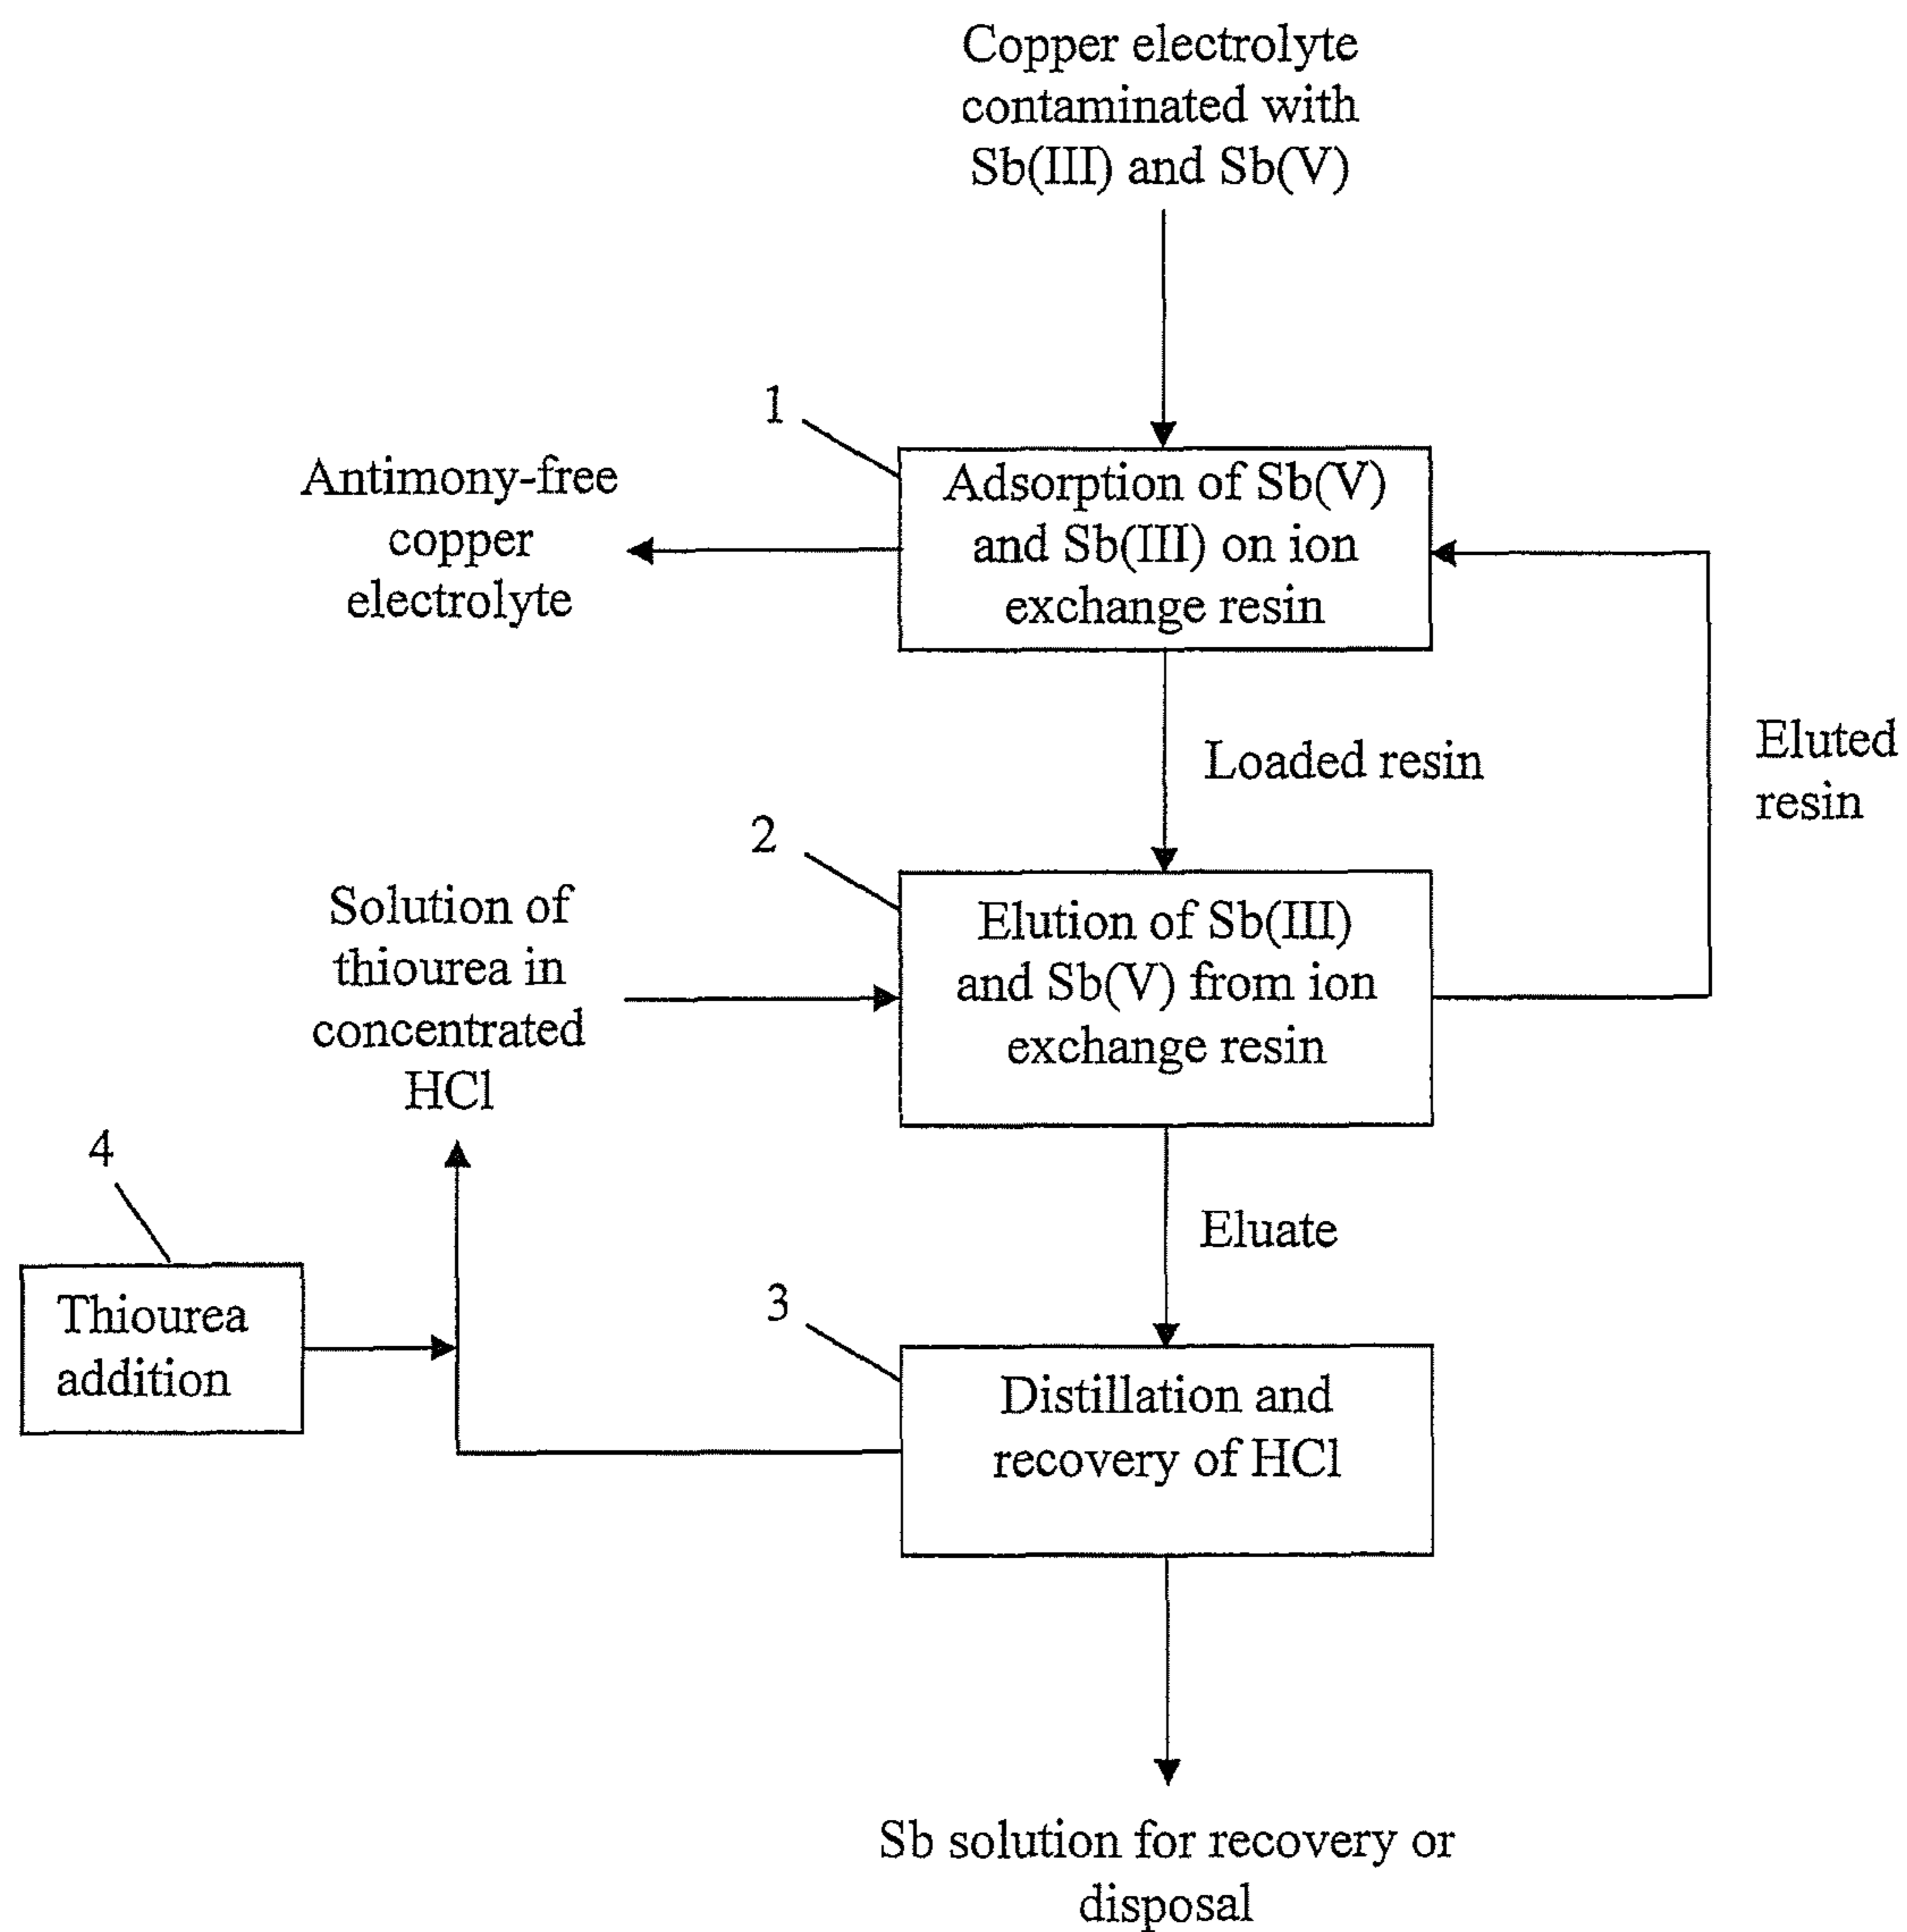 Copper electrolyte
contaminated with
Sb(III) and Sb(V)
1
Antimony-free
copper
electrolyte
Adsorption of Sb(V)
and Sb(III) on ion
exchange resin
Loaded resin
Eluted
resin
2
Solution of
thiourea in
concentrated
HCl
Elution of Sb(III)
and Sb(V) from ion
exchange resin
4
Eluate
Thiourea
addition
3
Distillation and
recovery of HCl
Sb solution for recovery or
disposal